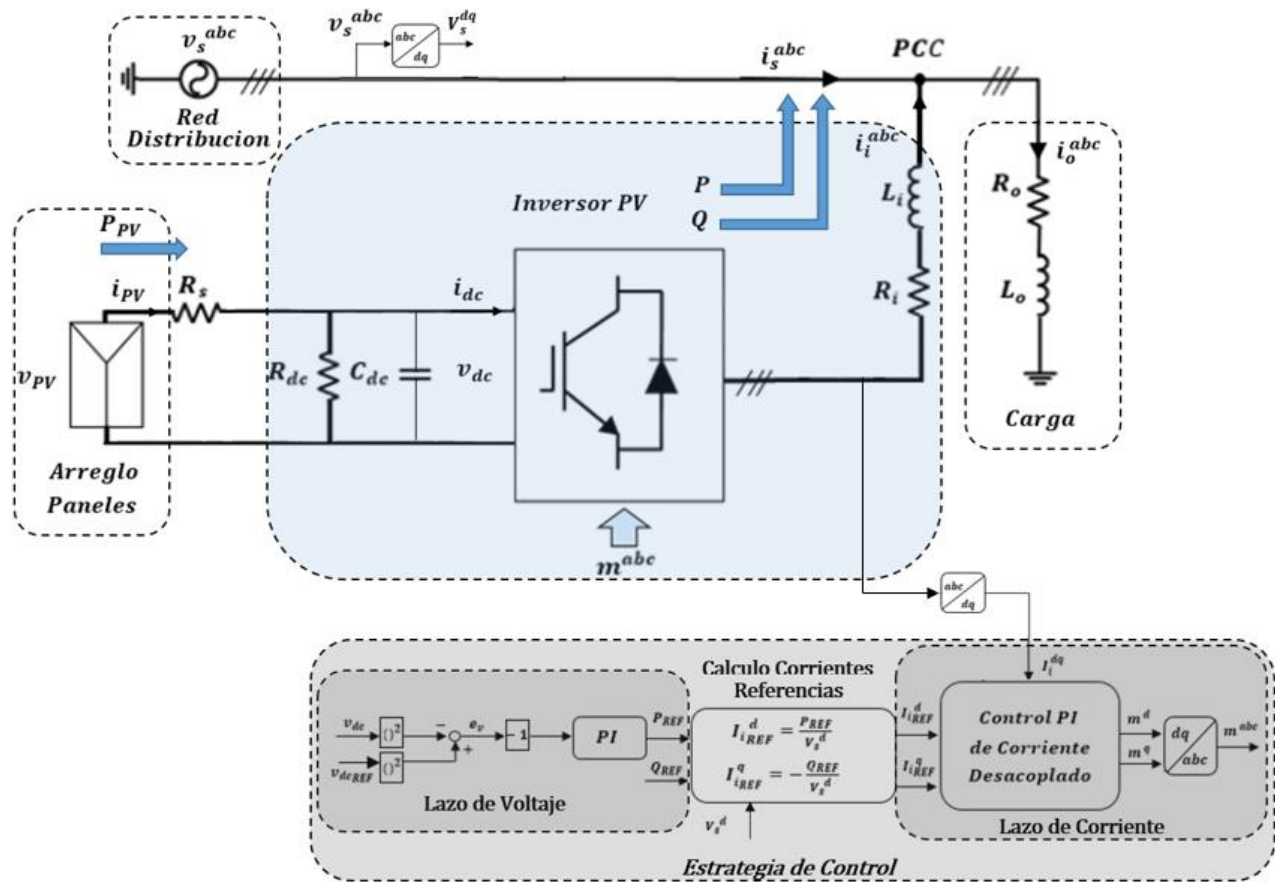 v_s^abc
v_s^abc
abc
dq
V_s^dq
i_s^abc
PCC
Red
Distribucion
i_i^abc
i_o^abc
P
Q
Inversor PV
L_i
R_o
P_PV
i_PV
R_s
i_dc
R_i
L_o
v_PV
R_dc
C_dc
v_dc
Carga
Arreglo
Paneles
m^abc
abc
dq
Calculo Corrientes
Referencias
I_i^dq
v_dc
()^2
−
e_v
-1
PI
P_REF
I_iREF^d = P_REF / V_s^d
I_iREF^d
Control PI
de Corriente
Desacoplado
m^d
dq
abc
m^abc
v_dcREF
()^2
+
Q_REF
I_iREF^q = − Q_REF / V_s^d
I_iREF^q
m^q
Lazo de Voltaje
V_s^d
Lazo de Corriente
Estrategia de Control